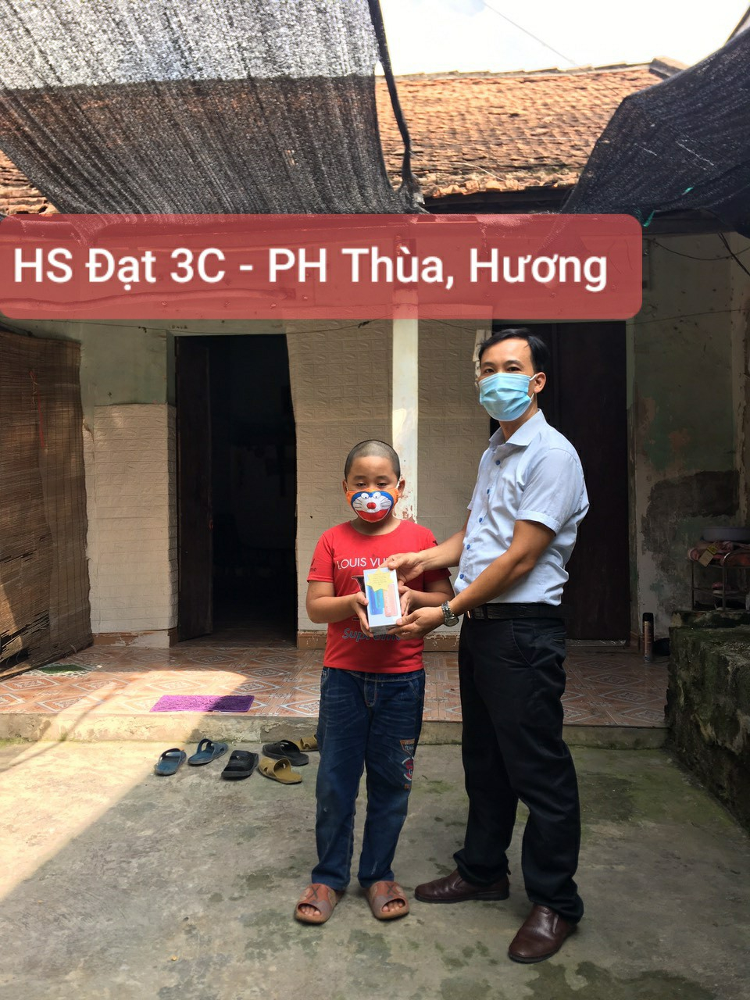 HS Đạt 3C - PH Thùa, Hương
LOUIS VU